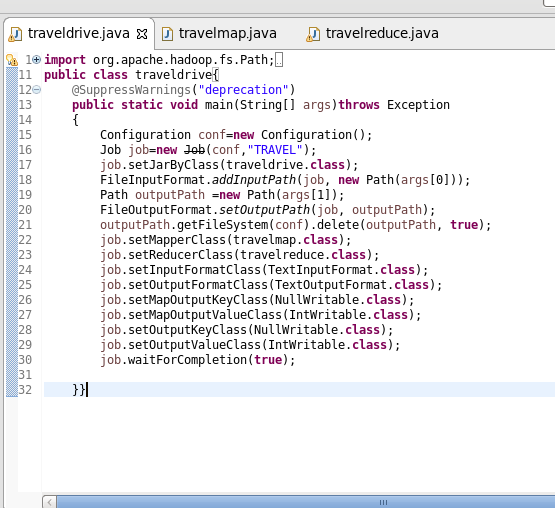 traveldrive.java travelmap.java travelreduce.java
1 import org.apache.hadoop.fs.Path;
11 public class traveldrive{
12 @SuppressWarnings("deprecation")
13 public static void main(String[] args)throws Exception
14 {
15 Configuration conf=new Configuration();
16 Job job=new Job(conf,"TRAVEL");
17 job.setJarByClass(traveldrive.class);
18 FileInputFormat.addInputPath(job, new Path(args[0]));
19 Path outputPath =new Path(args[1]);
20 FileOutputFormat.setOutputPath(job, outputPath);
21 outputPath.getFileSystem(conf).delete(outputPath, true);
22 job.setMapperClass(travelmap.class);
23 job.setReducerClass(travelreduce.class);
24 job.setInputFormatClass(TextInputFormat.class);
25 job.setOutputFormatClass(TextOutputFormat.class);
26 job.setMapOutputKeyClass(NullWritable.class);
27 job.setMapOutputValueClass(IntWritable.class);
28 job.setOutputKeyClass(NullWritable.class);
29 job.setOutputValueClass(IntWritable.class);
30 job.waitForCompletion(true);
31
32 }}